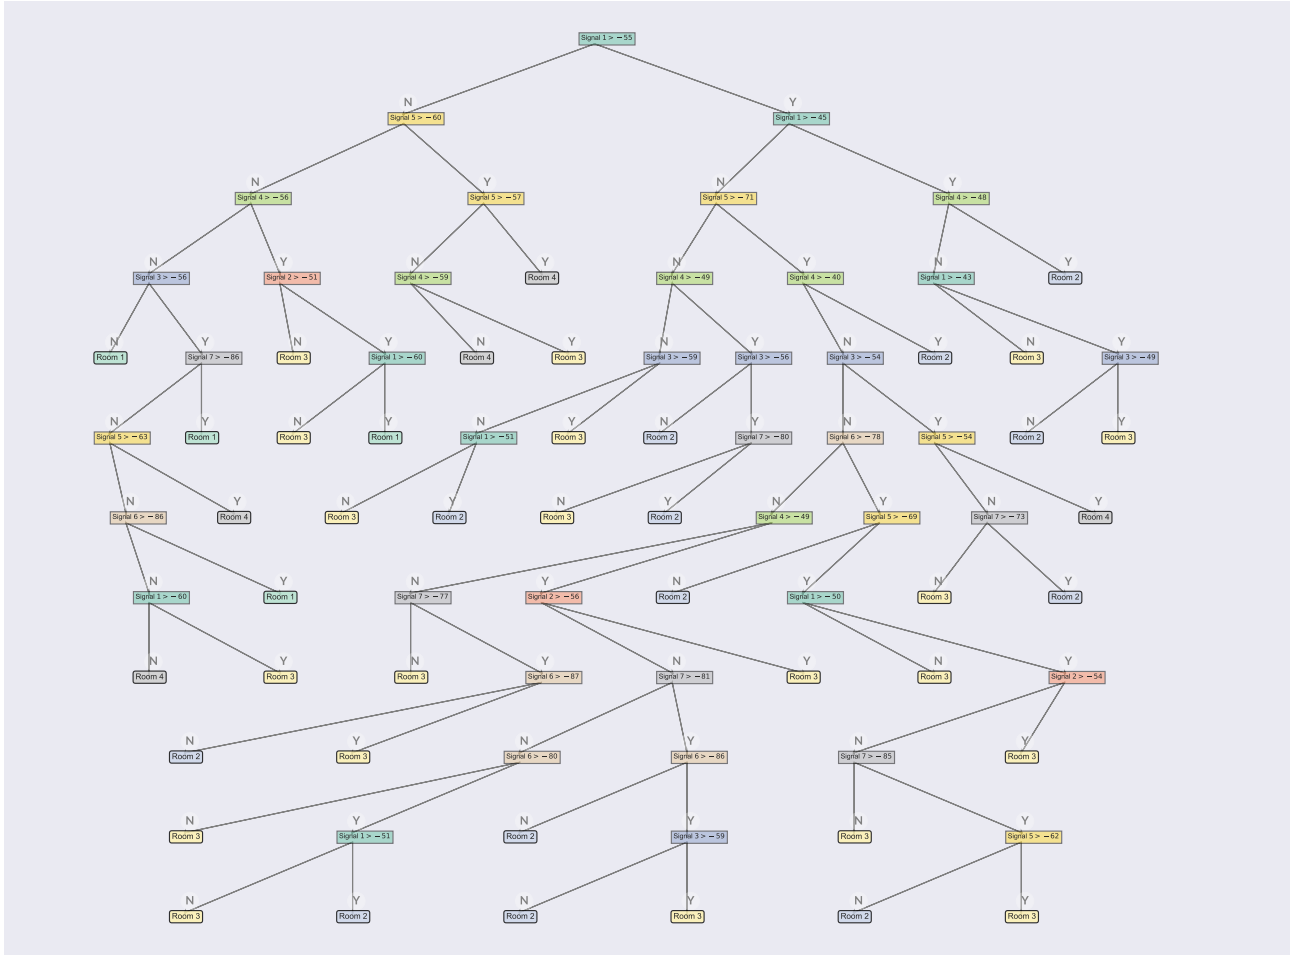 Signal 1 > − 55
N Y
Signal 5 > − 60 Signal 1 > − 45
N Y N Y
Signal 4 > − 56 Signal 5 > − 57 Signal 5 > − 71 Signal 4 > − 48
N Y N Y N Y N Y
Signal 3 > − 56 Signal 2 > − 51 Signal 4 > − 59 Room 4 Signal 4 > − 49 Signal 4 > − 40 Signal 1 > − 43 Room 2
N Y N Y N Y N Y N Y N Y
Room 1 Signal 7 > − 86 Room 3 Signal 1 > − 60 Room 4 Room 3 Signal 3 > − 59 Signal 3 > − 56 Signal 3 > − 54 Room 2 Room 3 Signal 3 > − 49
N Y N Y N Y N Y N Y N Y
Signal 5 > − 63 Room 1 Room 3 Room 1 Signal 1 > − 51 Room 3 Room 2 Signal 7 > − 80 Signal 6 > − 78 Signal 5 > − 54 Room 2 Room 3
N Y N Y N Y N Y N Y
Signal 6 > − 86 Room 4 Room 3 Room 2 Room 3 Room 2 Signal 4 > − 49 Signal 5 > − 69 Signal 7 > − 73 Room 4
N Y N Y N Y N Y
Signal 1 > − 60 Room 1 Signal 7 > − 77 Signal 2 > − 56 Room 2 Signal 1 > − 50 Room 3 Room 2
N Y N Y N Y N Y
Room 4 Room 3 Room 3 Signal 6 > − 87 Signal 7 > − 81 Room 3 Room 3 Signal 2 > − 54
N Y N Y N Y
Room 2 Room 3 Signal 6 > − 80 Signal 6 > − 86 Signal 7 > − 85 Room 3
N Y N Y N Y
Room 3 Signal 1 > − 51 Room 2 Signal 3 > − 59 Room 3 Signal 5 > − 62
N Y N Y N Y
Room 3 Room 2 Room 2 Room 3 Room 2 Room 3